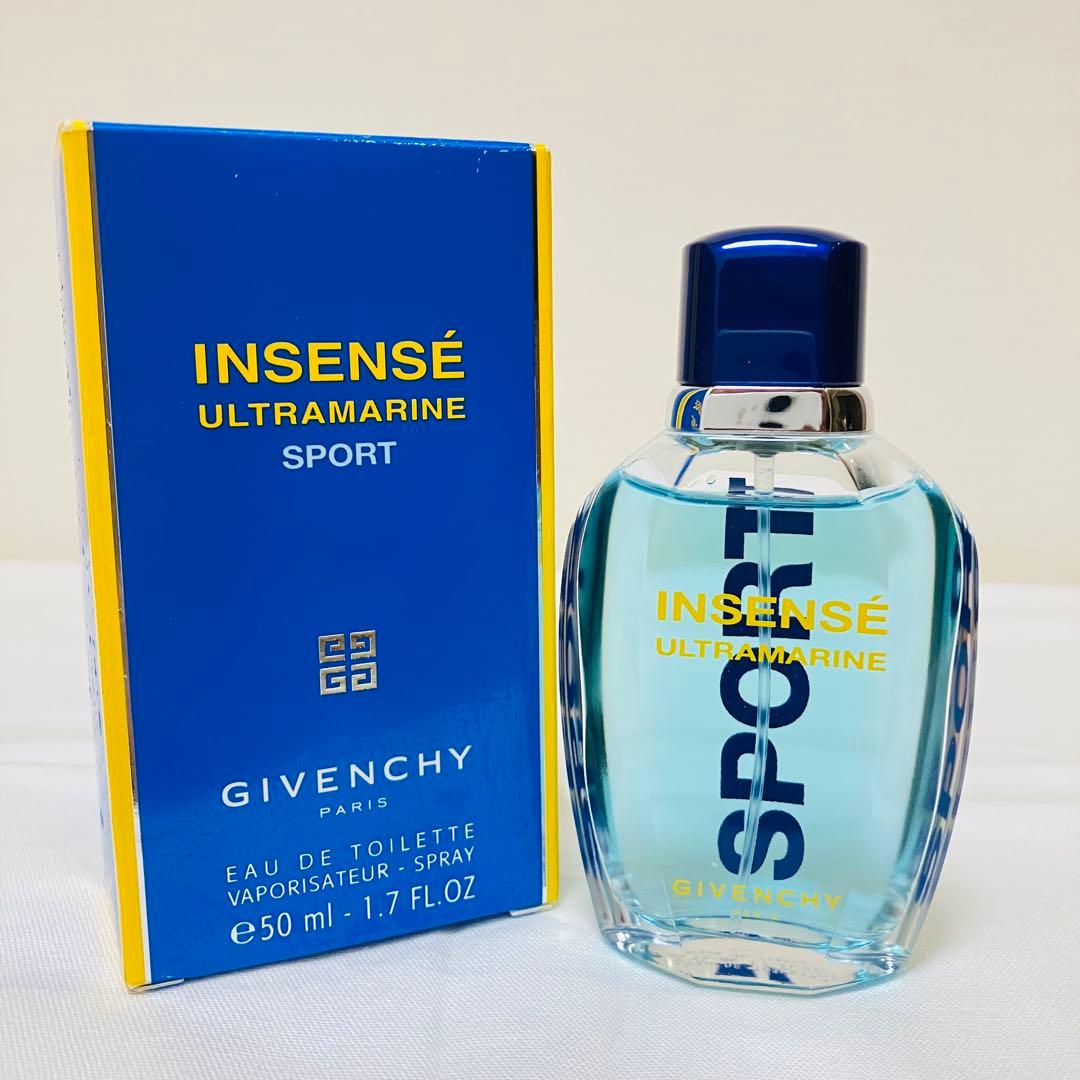 INSENSÉ
ULTRAMARINE
SPORT
GIVENCHY
PARIS
EAU DE TOILETTE
VAPORISATEUR - SPRAY
e50 ml - 1.7 FL.OZ
SPORT
INSENSÉ
ULTRAMARINE
GIVENCHY